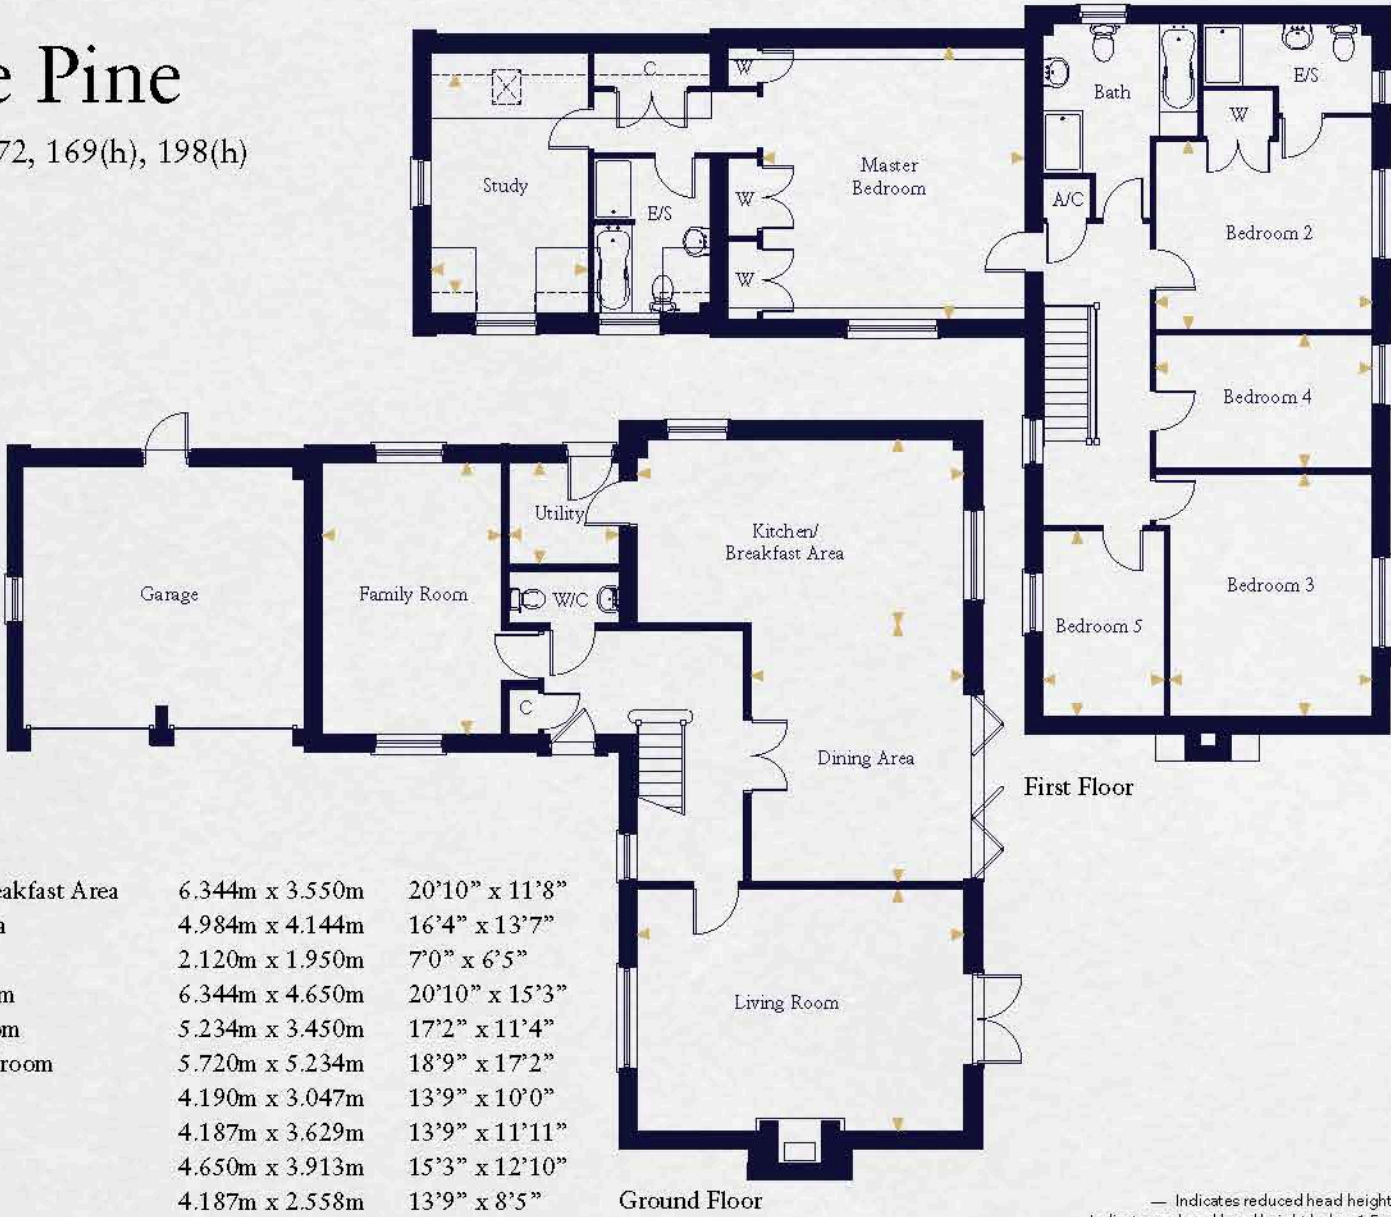 e Pine
72, 169(h), 198(h)
C
W
Study
E/S
W
W
Master
Bedroom
Bath
E/S
W
A/C
Bedroom 2
Bedroom 4
Bedroom 3
Bedroom 5
First Floor
Garage
Family Room
Utility
W/C
C
Kitchen/
Breakfast Area
Dining Area
Living Room
Ground Floor
eakfast Area 6.344m x 3.550m 20’10” x 11’8”
a 4.984m x 4.144m 16’4” x 13’7”
2.120m x 1.950m 7’0” x 6’5”
m 6.344m x 4.650m 20’10” x 15’3”
om 5.234m x 3.450m 17’2” x 11’4”
room 5.720m x 5.234m 18’9” x 17’2”
4.190m x 3.047m 13’9” x 10’0”
4.187m x 3.629m 13’9” x 11’11”
4.650m x 3.913m 15’3” x 12’10”
4.187m x 2.558m 13’9” x 8’5”
— Indicates reduced head height